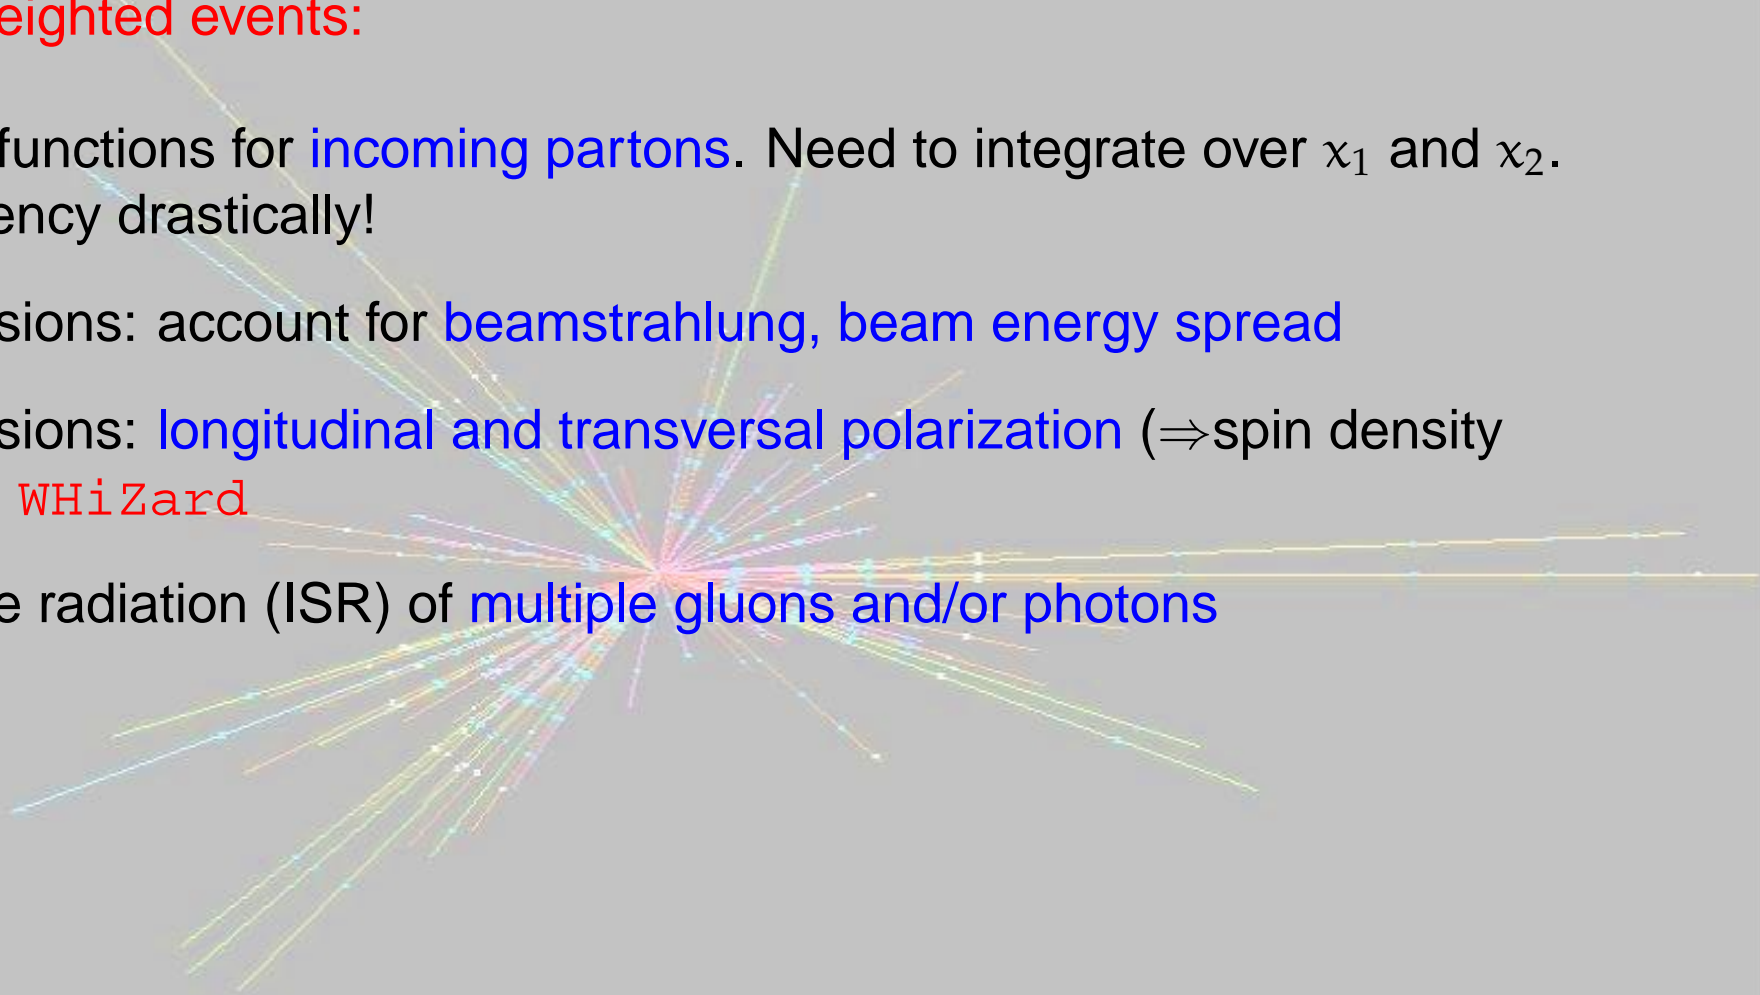 eighted events:
functions for incoming partons. Need to integrate over x₁ and x₂.
ency drastically!
sions: account for beamstrahlung, beam energy spread
sions: longitudinal and transversal polarization (⇒spin density
WHiZard
e radiation (ISR) of multiple gluons and/or photons